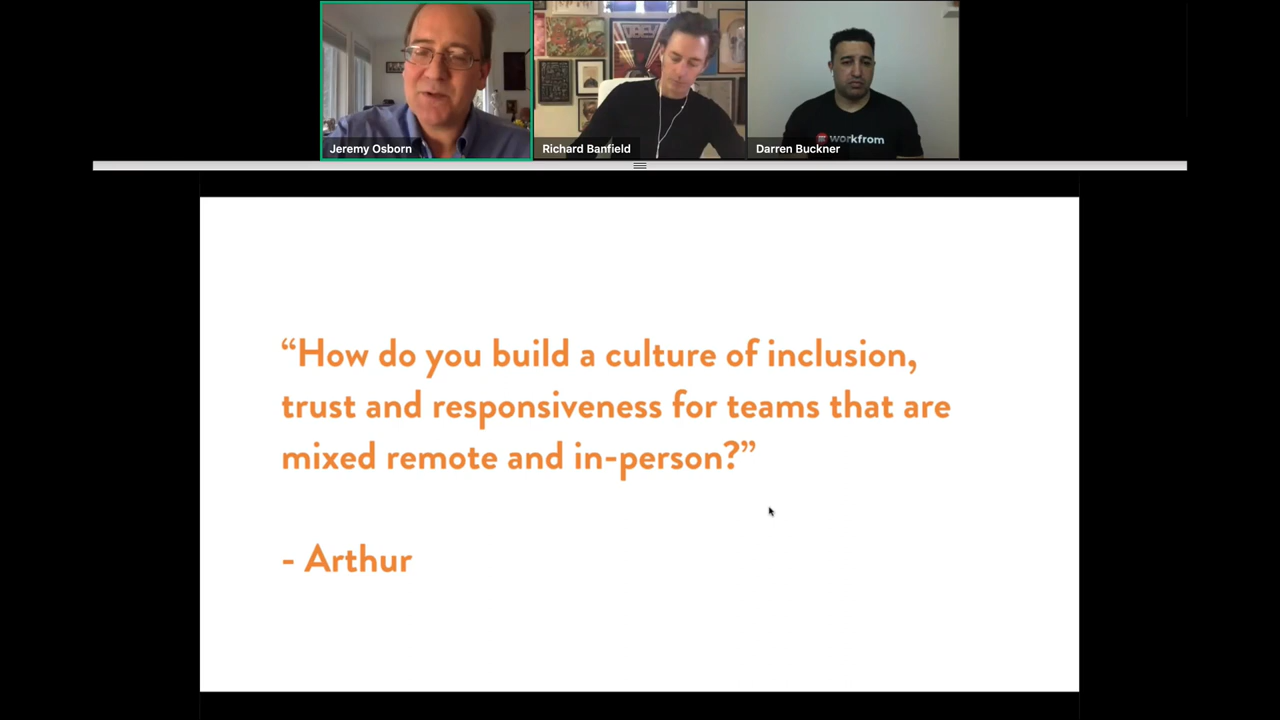 Jeremy Osborn
Richard Banfield
Darren Buckner
workfrom
OBEY
“How do you build a culture of inclusion,
trust and responsiveness for teams that are
mixed remote and in-person?”
- Arthur